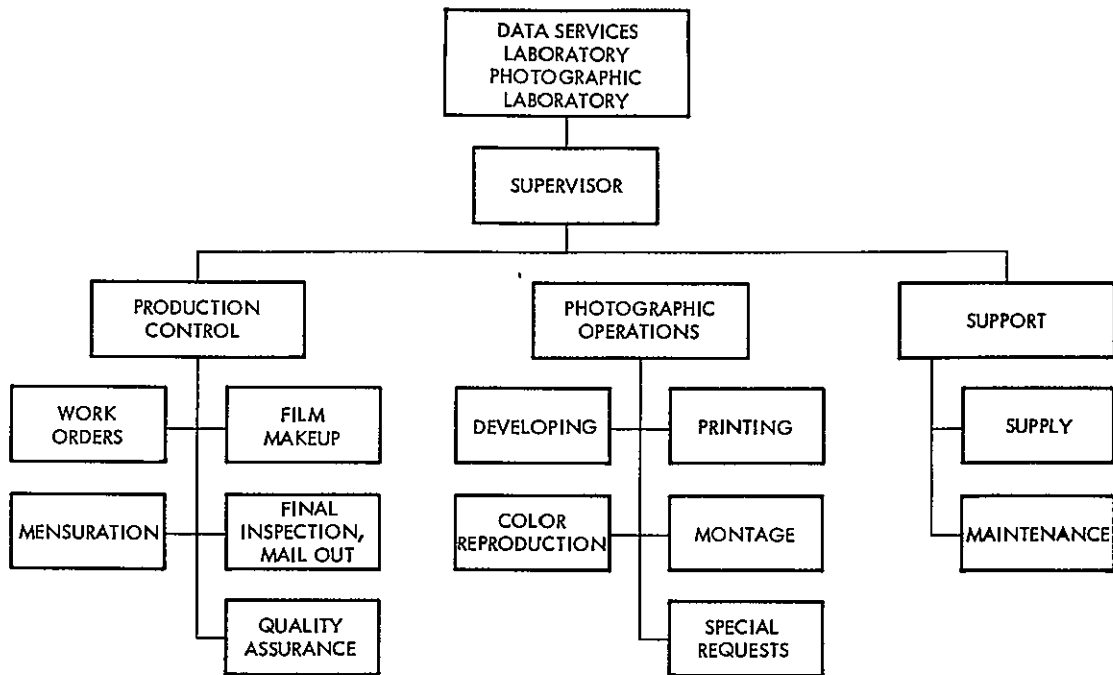 DATA SERVICES
LABORATORY
PHOTOGRAPHIC
LABORATORY
SUPERVISOR
PRODUCTION
CONTROL
PHOTOGRAPHIC
OPERATIONS
SUPPORT
WORK
ORDERS
FILM
MAKEUP
DEVELOPING
PRINTING
SUPPLY
MENSURATION
FINAL
INSPECTION,
MAIL OUT
COLOR
REPRODUCTION
MONTAGE
MAINTENANCE
QUALITY
ASSURANCE
SPECIAL
REQUESTS